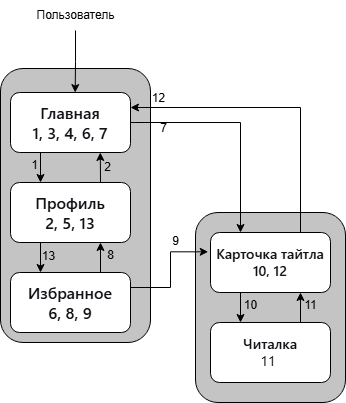 Пользователь
12
Главная
1, 3, 4, 6, 7
7
1
2
Профиль
2, 5, 13
13
8
9
Карточка тайтла
10, 12
Избранное
6, 8, 9
10
11
Читалка
11